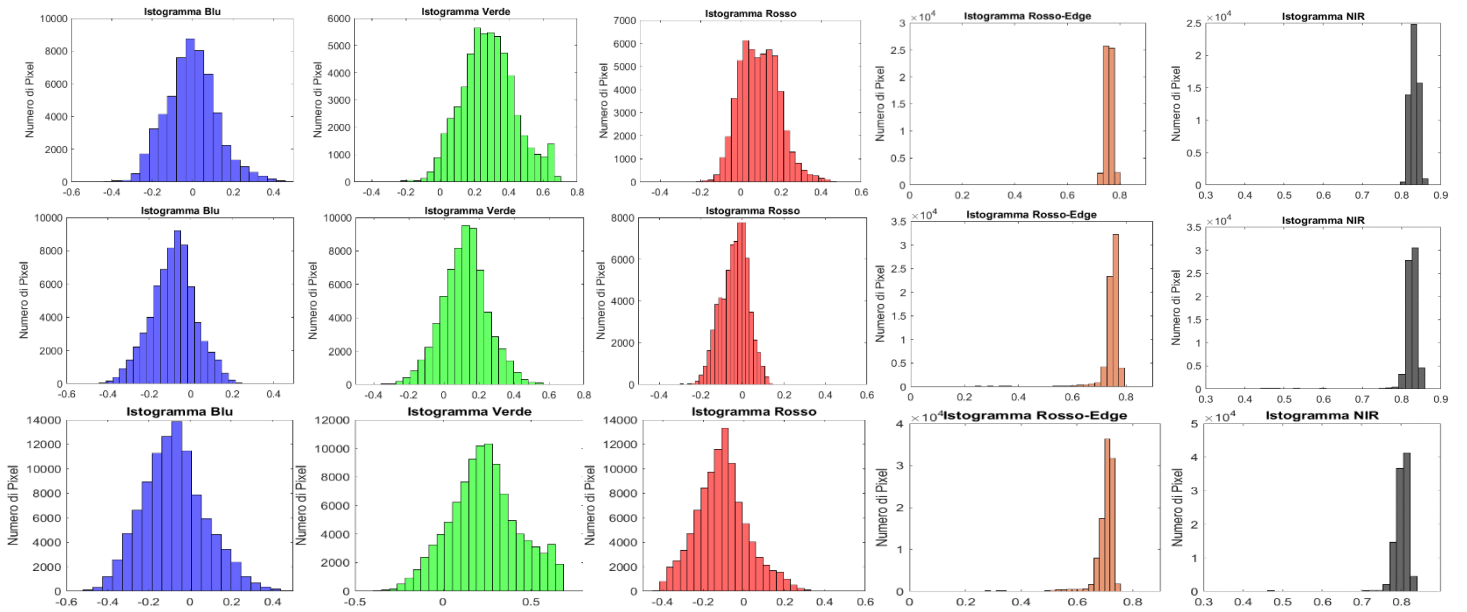 Istogramma Blu
Istogramma Verde
Istogramma Rosso
Istogramma Rosso-Edge
Istogramma NIR
Numero di Pixel
10000
8000
6000
4000
2000
0
-0.6 -0.4 -0.2 0 0.2 0.4
Numero di Pixel
6000
5000
4000
3000
2000
1000
0
-0.5 -0.4 -0.2 0 0.2 0.4 0.6 0.8
Numero di Pixel
7000
6000
5000
4000
3000
2000
1000
0
-0.4 -0.2 0 0.2 0.4 0.6
Numero di Pixel
×10⁴
3
2.5
2
1.5
1
0.5
0
0 0.2 0.4 0.6 0.8
Numero di Pixel
×10⁴
2.5
2
1.5
1
0.5
0
0.3 0.4 0.5 0.6 0.7 0.8 0.9
Istogramma Blu
Istogramma Verde
Istogramma Rosso
Istogramma Rosso-Edge
Istogramma NIR
Numero di Pixel
10000
8000
6000
4000
2000
0
-0.6 -0.4 -0.2 0 0.2 0.4
Numero di Pixel
10000
8000
6000
4000
2000
0
-0.4 -0.2 0 0.2 0.4 0.6 0.8
Numero di Pixel
8000
6000
4000
2000
0
-0.4 -0.2 0 0.2 0.4 0.6
Numero di Pixel
×10⁴
3.5
3
2.5
2
1.5
1
0.5
0
0 0.2 0.4 0.6 0.8
Numero di Pixel
×10⁴
3.5
3
2.5
2
1.5
1
0.5
0
0.3 0.4 0.5 0.6 0.7 0.8 0.9
Istogramma Blu
Istogramma Verde
Istogramma Rosso
Istogramma Rosso-Edge
Istogramma NIR
Numero di Pixel
14000
12000
10000
8000
6000
4000
2000
0
-0.6 -0.4 -0.2 0 0.2 0.4
Numero di Pixel
12000
10000
8000
6000
4000
2000
0
-0.5 0 0.5
Numero di Pixel
14000
12000
10000
8000
6000
4000
2000
0
-0.4 -0.2 0 0.2 0.4 0.6
Numero di Pixel
×10⁴
4
3
2
1
0
0 0.2 0.4 0.6 0.8
Numero di Pixel
×10⁴
5
4
3
2
1
0
0.3 0.4 0.5 0.6 0.7 0.8 0.9